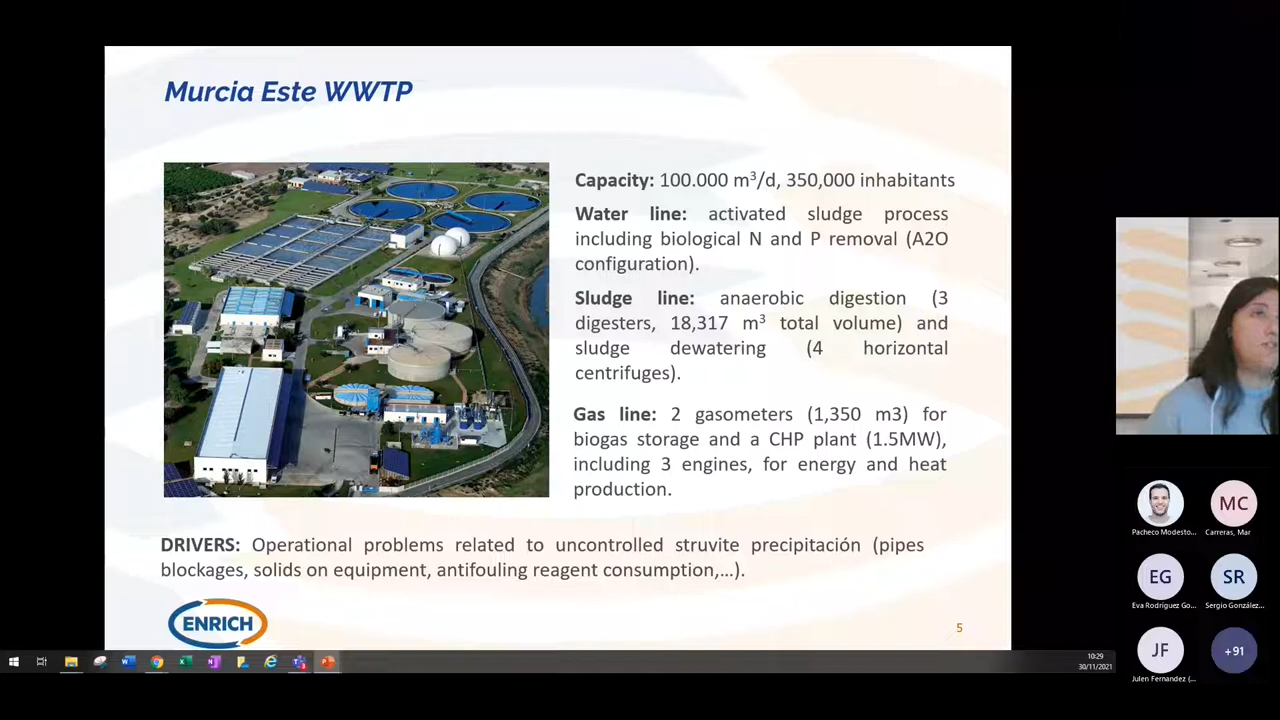 Murcia Este WWTP
Capacity: 100.000 m³/d, 350,000 inhabitants
Water line: activated sludge process
including biological N and P removal (A2O
configuration).
Sludge line: anaerobic digestion (3
digesters, 18,317 m³ total volume) and
sludge dewatering (4 horizontal
centrifuges).
Gas line: 2 gasometers (1,350 m3) for
biogas storage and a CHP plant (1.5MW),
including 3 engines, for energy and heat
production.
DRIVERS: Operational problems related to uncontrolled struvite precipitación (pipes
blockages, solids on equipment, antifouling reagent consumption,…).
ENRICH
5
10:29
30/11/2021
Pacheco Modesto...
MC
Carreras, Mar
EG
Eva Rodríguez Go...
SR
Sergio González...
JF
Julen Fernandez (...
+91